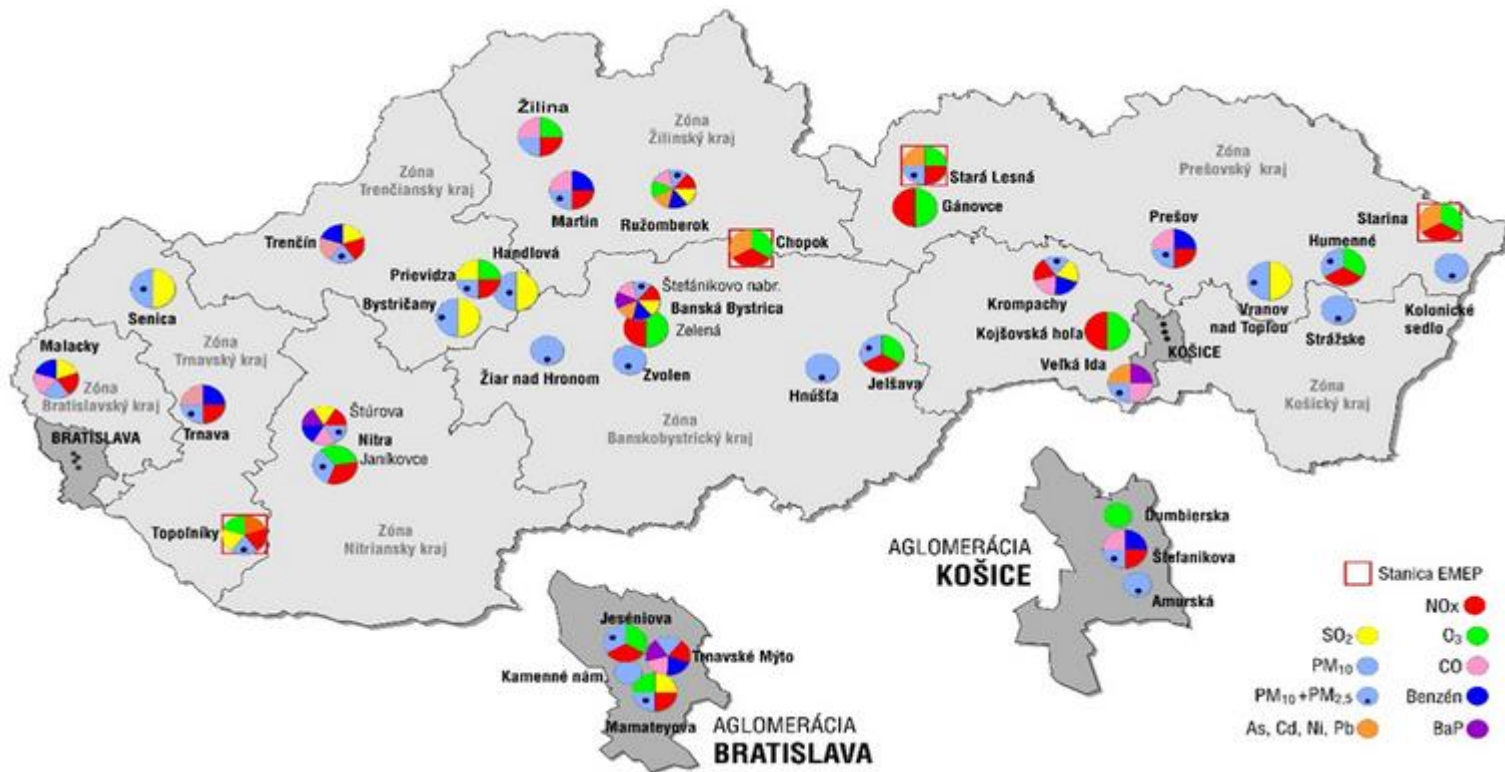 Žilina
Zóna
Žilinský kraj
Zóna
Trenčiansky kraj
Martin
Ružomberok
Stará Lesná
Gánovce
Zóna
Prešovský kraj
Prešov
Starina
Humenné
Trenčín
Handlová
Prievidza
Bystričany
Chopok
Štefánikovo nabr.
Banská Bystrica
Zelená
Krompachy
Kojšovská hoľa
Vranov
nad Topľou
Strážske
Kolonické
sedlo
Senica
Malacky
Zóna
Trnavský kraj
Zóna
Bratislavský kraj
Žiar nad Hronom
Zvolen
Hnúšťa
Jelšava
Veľká Ida
KOŠICE
BRATISLAVA
Trnava
Štúrova
Nitra
Janíkovce
Zóna
Banskobystrický kraj
Zóna
Košický kraj
Topoľníky
Zóna
Nitriansky kraj
AGLOMERÁCIA
KOŠICE
Ďumbierska
Štefanikova
Amurská
Jeséniova
Trnavské Mýto
Kamenné nám.
Mamateyova
AGLOMERÁCIA
BRATISLAVA
Stanica EMEP
NOx
SO₂ O₃
PM₁₀ CO
PM₁₀+PM₂,₅ Benzén
As, Cd, Ni, Pb BaP